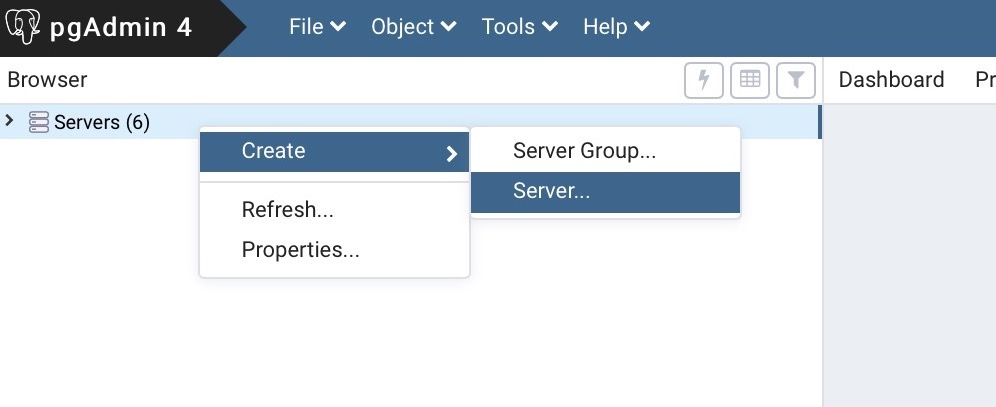 pgAdmin 4
File Object Tools Help
Browser
Dashboard Pr
Servers (6)
Create
Server Group...
Server...
Refresh...
Properties...